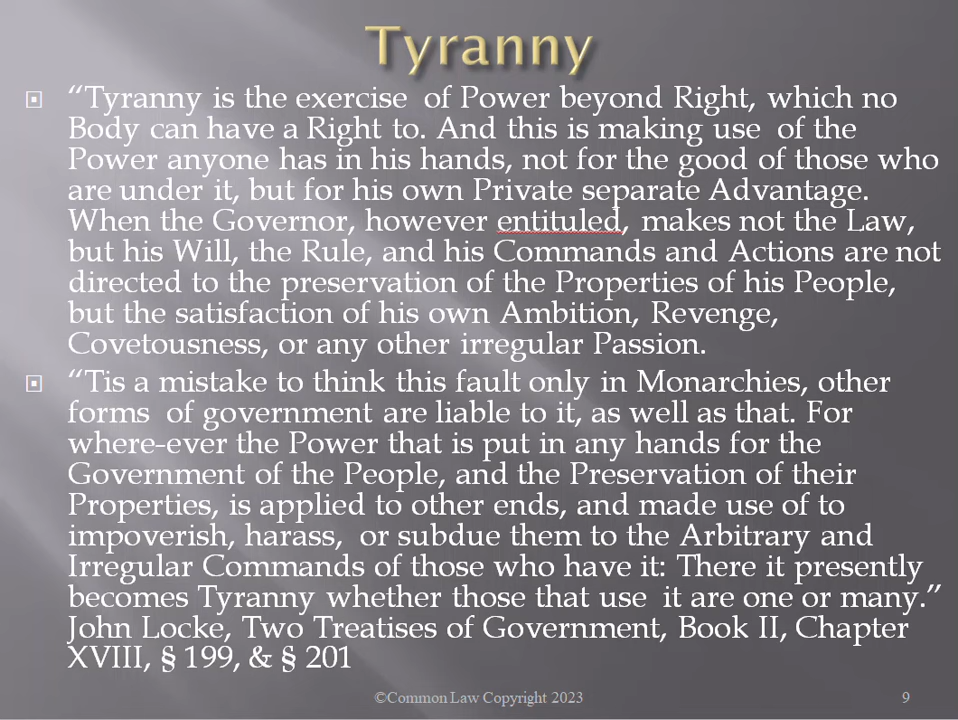 Tyranny
“Tyranny is the exercise of Power beyond Right, which no
Body can have a Right to. And this is making use of the
Power anyone has in his hands, not for the good of those who
are under it, but for his own Private separate Advantage.
When the Governor, however entituled, makes not the Law,
but his Will, the Rule, and his Commands and Actions are not
directed to the preservation of the Properties of his People,
but the satisfaction of his own Ambition, Revenge,
Covetousness, or any other irregular Passion.
“Tis a mistake to think this fault only in Monarchies, other
forms of government are liable to it, as well as that. For
where-ever the Power that is put in any hands for the
Government of the People, and the Preservation of their
Properties, is applied to other ends, and made use of to
impoverish, harass, or subdue them to the Arbitrary and
Irregular Commands of those who have it: There it presently
becomes Tyranny whether those that use it are one or many.”
John Locke, Two Treatises of Government, Book II, Chapter
XVIII, § 199, & § 201
©Common Law Copyright 2023
9